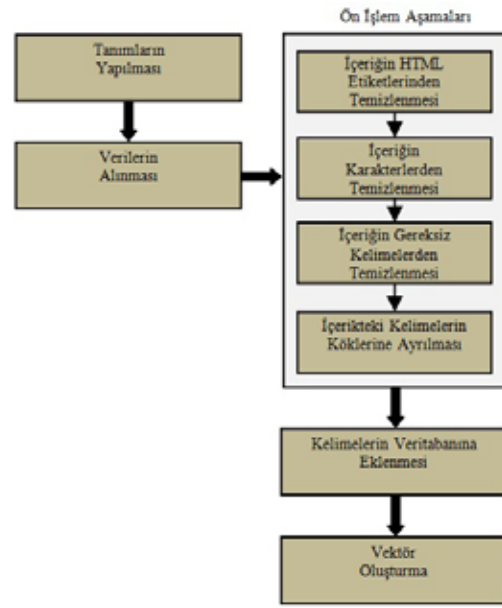 Ön İşlem Aşamaları
Tanımların
Yapılması
Verilerin
Alınması
İçeriğin HTML
Etiketlerinden
Temizlenmesi
İçeriğin
Karakterlerden
Temizlenmesi
İçeriğin Gereksiz
Kelimelerden
Temizlenmesi
İçerikteki Kelimelerin
Köklerine Ayrılması
Kelimelerin Veritabanına
Eklenmesi
Vektör
Oluşturma